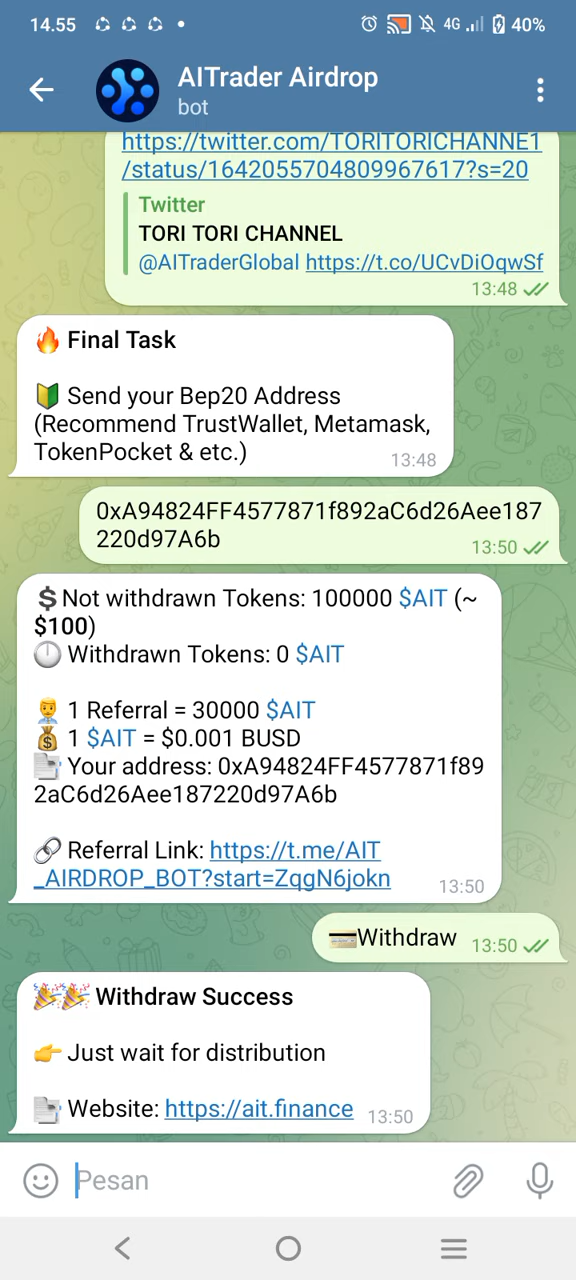 14.55
4G
40%
AITrader Airdrop
bot
https://twitter.com/TORITORICHANNE1
/status/1642055704809967617?s=20
Twitter
TORI TORI CHANNEL
@AITraderGlobal https://t.co/UCvDiOqwSf
13:48
Final Task
Send your Bep20 Address
(Recommend TrustWallet, Metamask,
TokenPocket & etc.)
13:48
0xA94824FF4577871f892aC6d26Aee187
220d97A6b
13:50
Not withdrawn Tokens: 100000 $AIT (~
$100)
Withdrawn Tokens: 0 $AIT
1 Referral = 30000 $AIT
1 $AIT = $0.001 BUSD
Your address: 0xA94824FF4577871f89
2aC6d26Aee187220d97A6b
Referral Link: https://t.me/AIT
_AIRDROP_BOT?start=ZqgN6jokn
13:50
Withdraw
13:50
Withdraw Success
Just wait for distribution
Website: https://ait.finance
13:50
Pesan